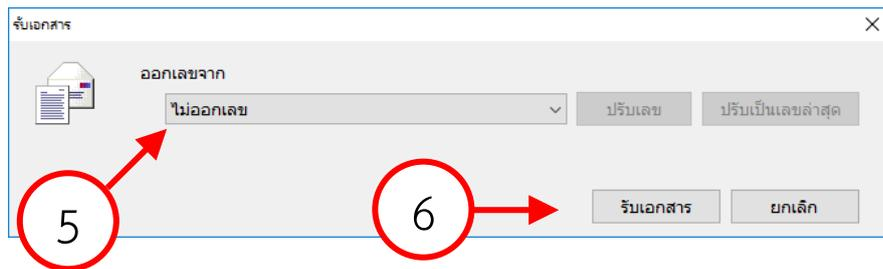 รับเอกสาร
ออกเลขจาก
ไม่ออกเลข ปรับเลข ปรับเป็นเลขล่าสุด
5 6 รับเอกสาร ยกเลิก